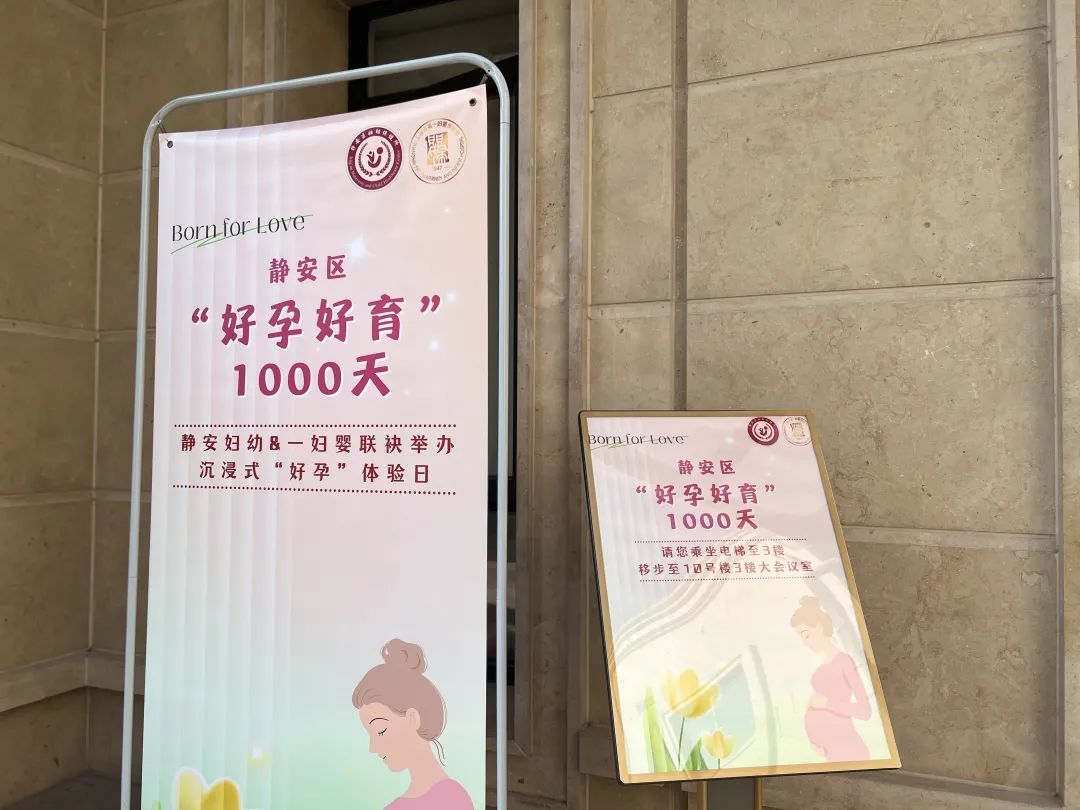 Born for Love
静安区
“好孕好育”
1000天
静安妇幼&一妇婴联袂举办
沉浸式“好孕”体验日
Born for Love
静安区
“好孕好育”
1000天
请您乘坐电梯至3楼
移步至10号楼3楼大会议室